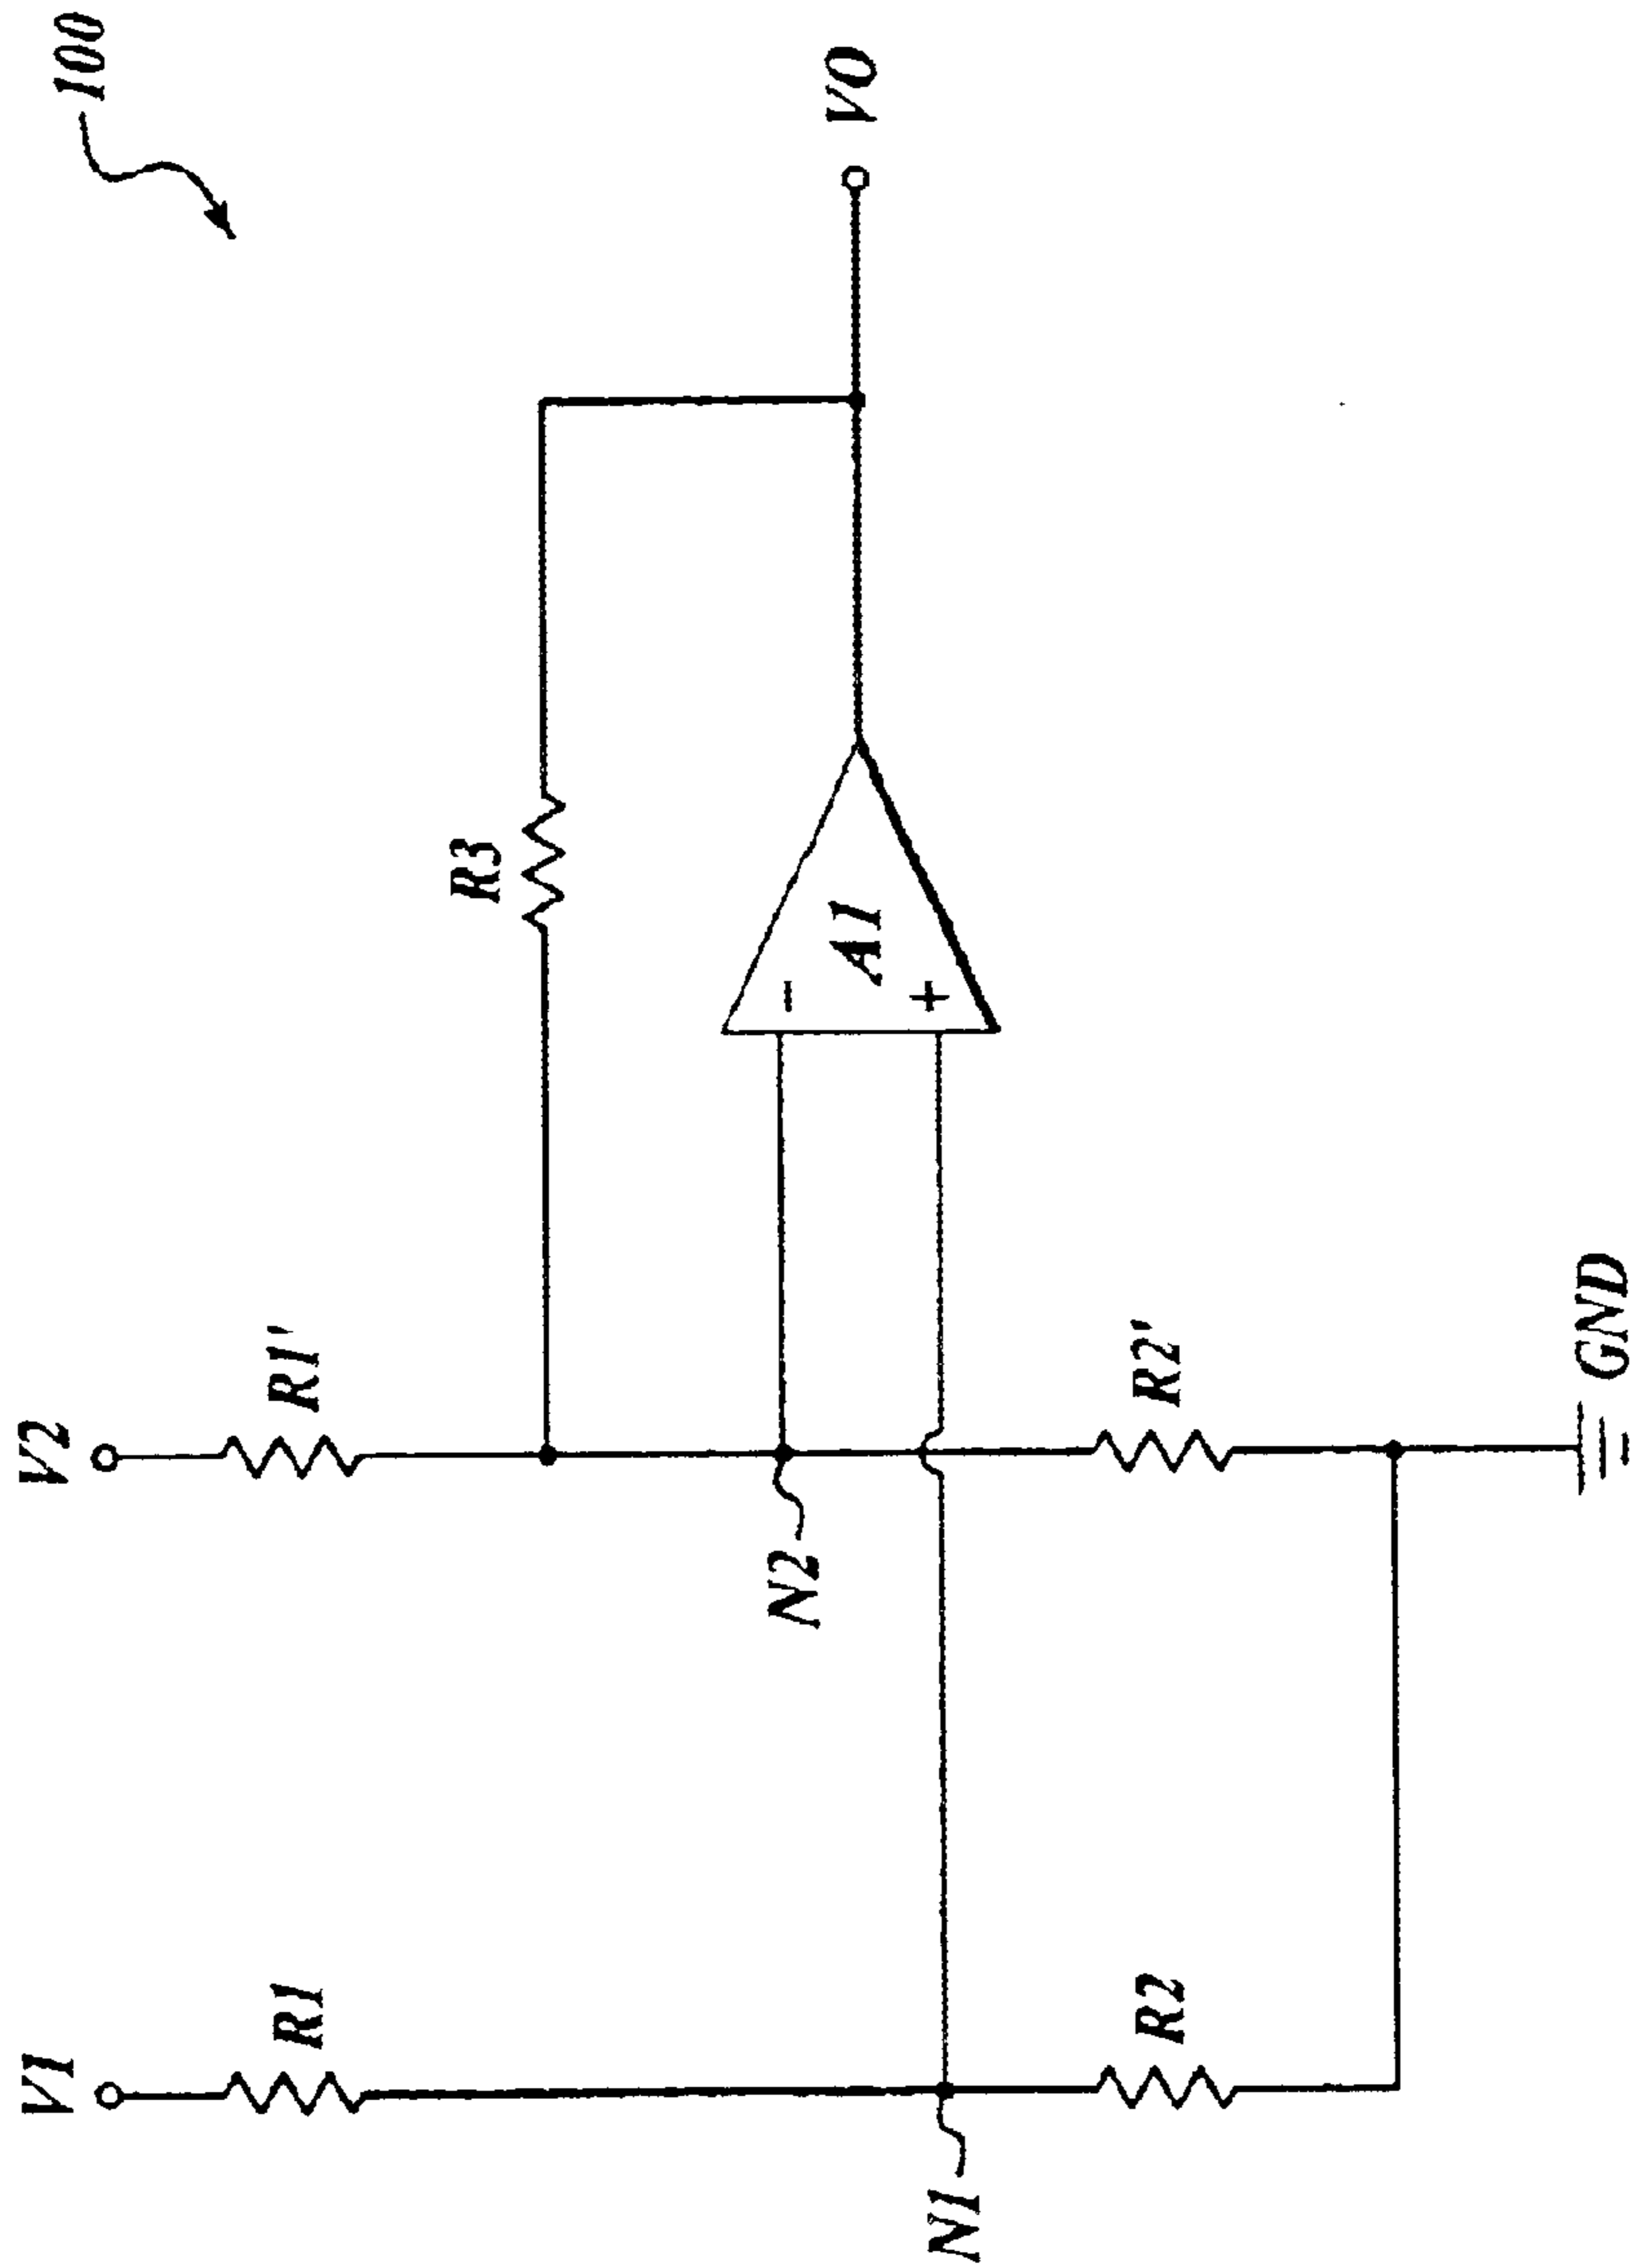 100
V1
V2
R1
R1'
R3
VO
A1
-
+
N2
N1
R2
R2'
GND